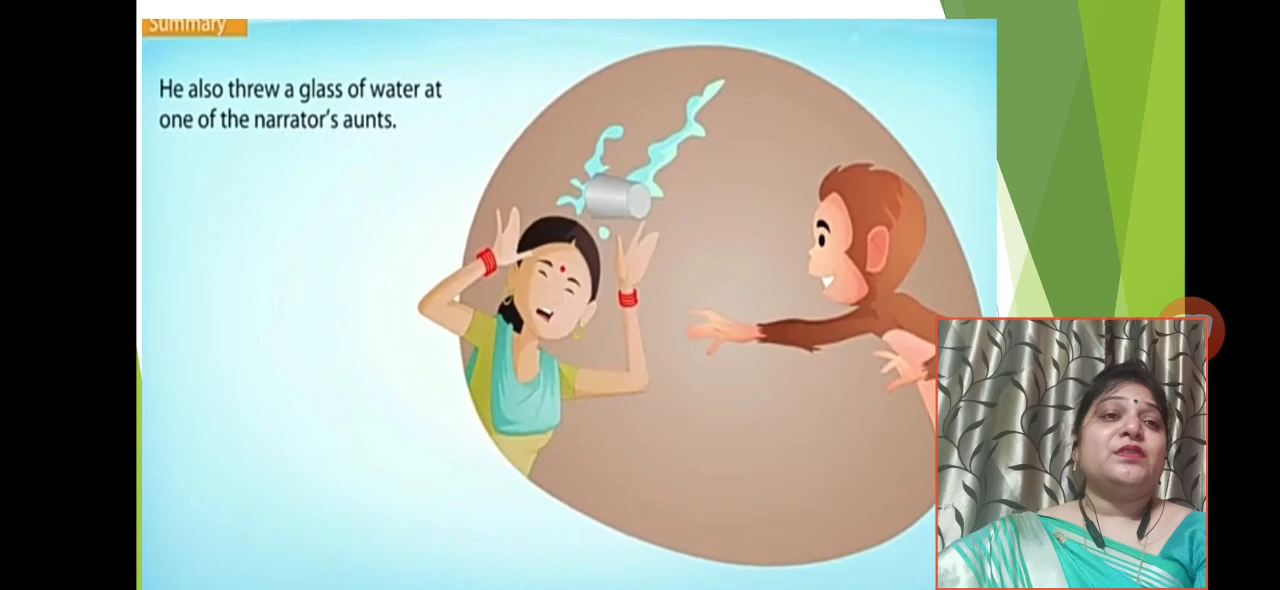 Summary
He also threw a glass of water at
one of the narrator's aunts.